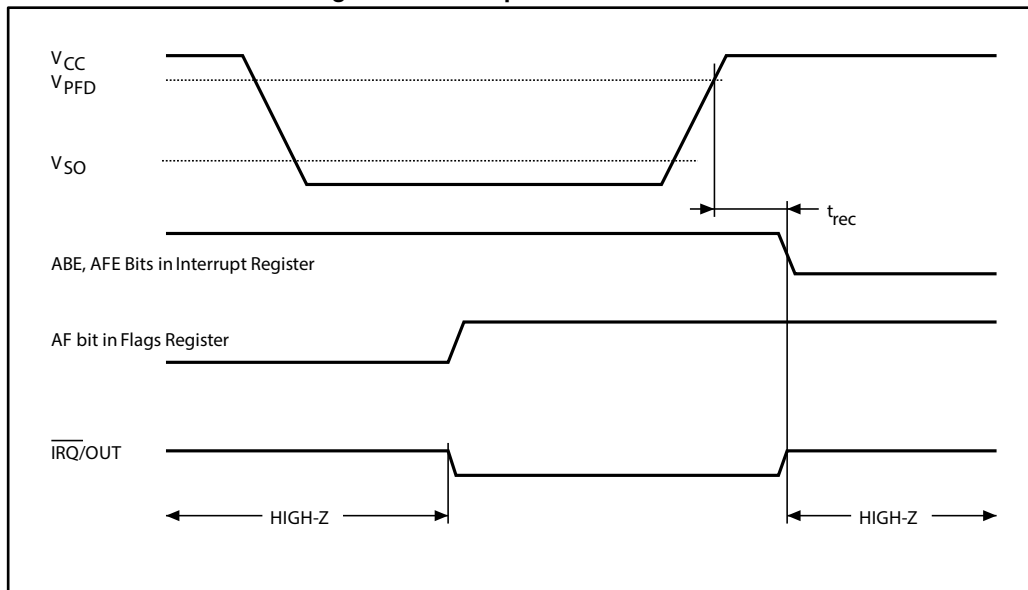 VCC
VPFD
VSO
trec
ABE, AFE Bits in Interrupt Register
AF bit in Flags Register
IRQ/OUT
HIGH-Z
HIGH-Z